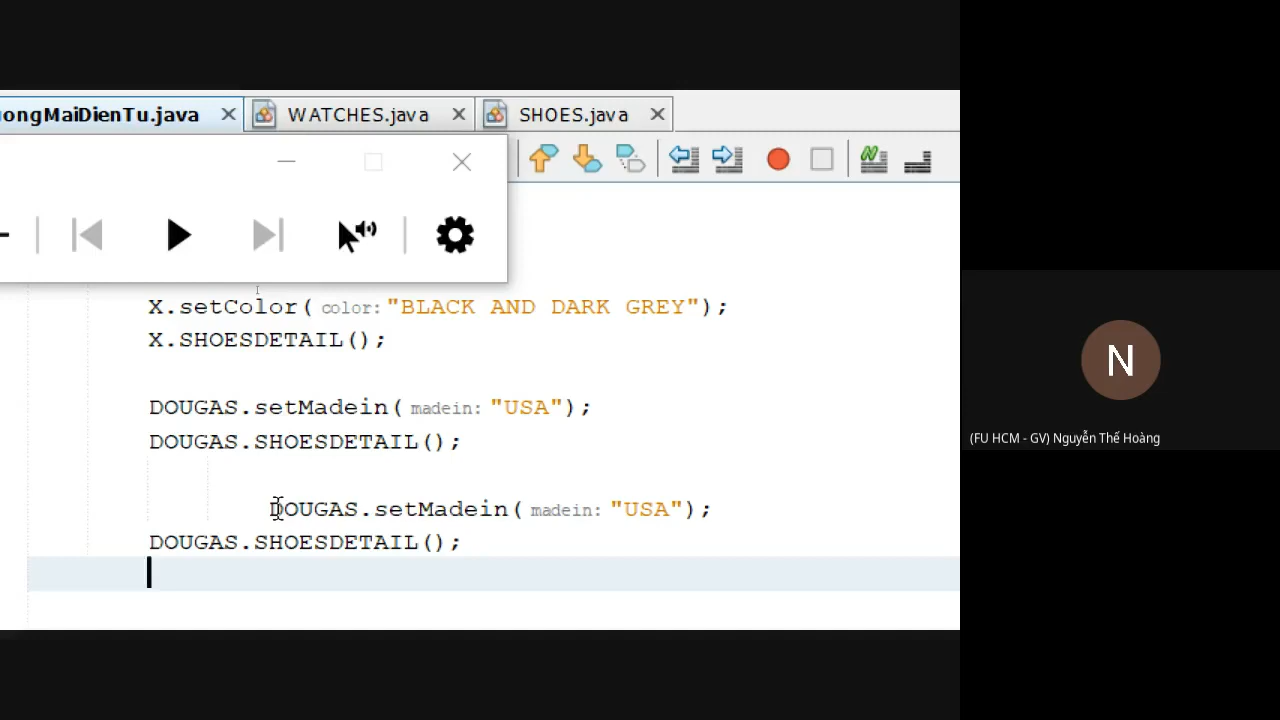 ongMaiDienTu.java
WATCHES.java
SHOES.java
X.setColor( color: "BLACK AND DARK GREY");
X.SHOESDETAIL();
DOUGAS.setMadein( madein: "USA");
DOUGAS.SHOESDETAIL();
DOUGAS.setMadein( madein: "USA");
DOUGAS.SHOESDETAIL();
N
(FU HCM - GV) Nguyễn Thế Hoàng